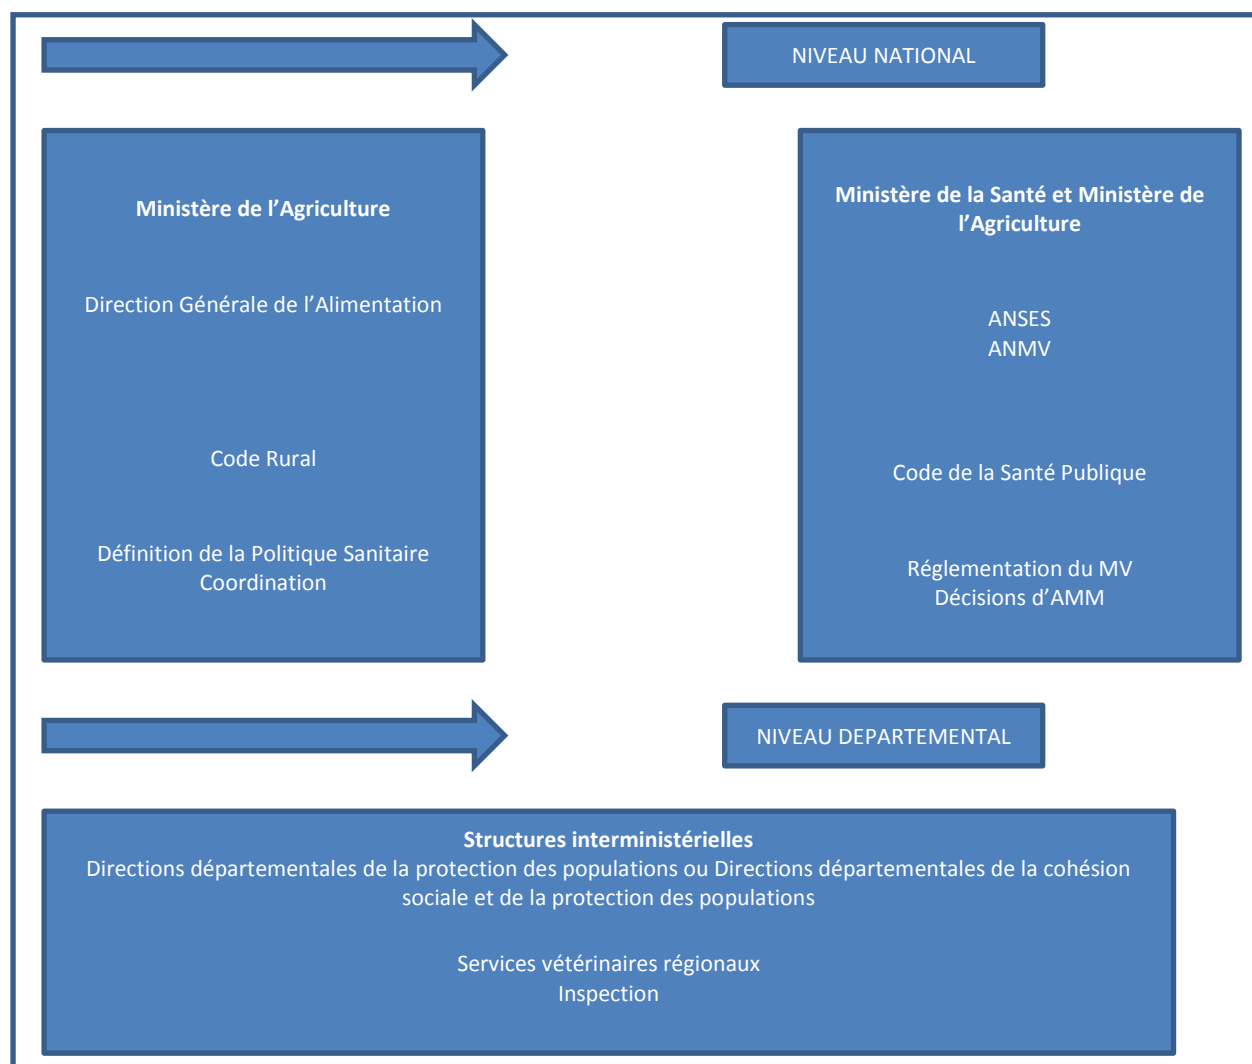 NIVEAU NATIONAL
Ministère de l’Agriculture
Direction Générale de l’Alimentation
Code Rural
Définition de la Politique Sanitaire
Coordination
Ministère de la Santé et Ministère de
l’Agriculture
ANSES
ANMV
Code de la Santé Publique
Réglementation du MV
Décisions d’AMM
NIVEAU DEPARTEMENTAL
Structures interministérielles
Directions départementales de la protection des populations ou Directions départementales de la cohésion
sociale et de la protection des populations
Services vétérinaires régionaux
Inspection